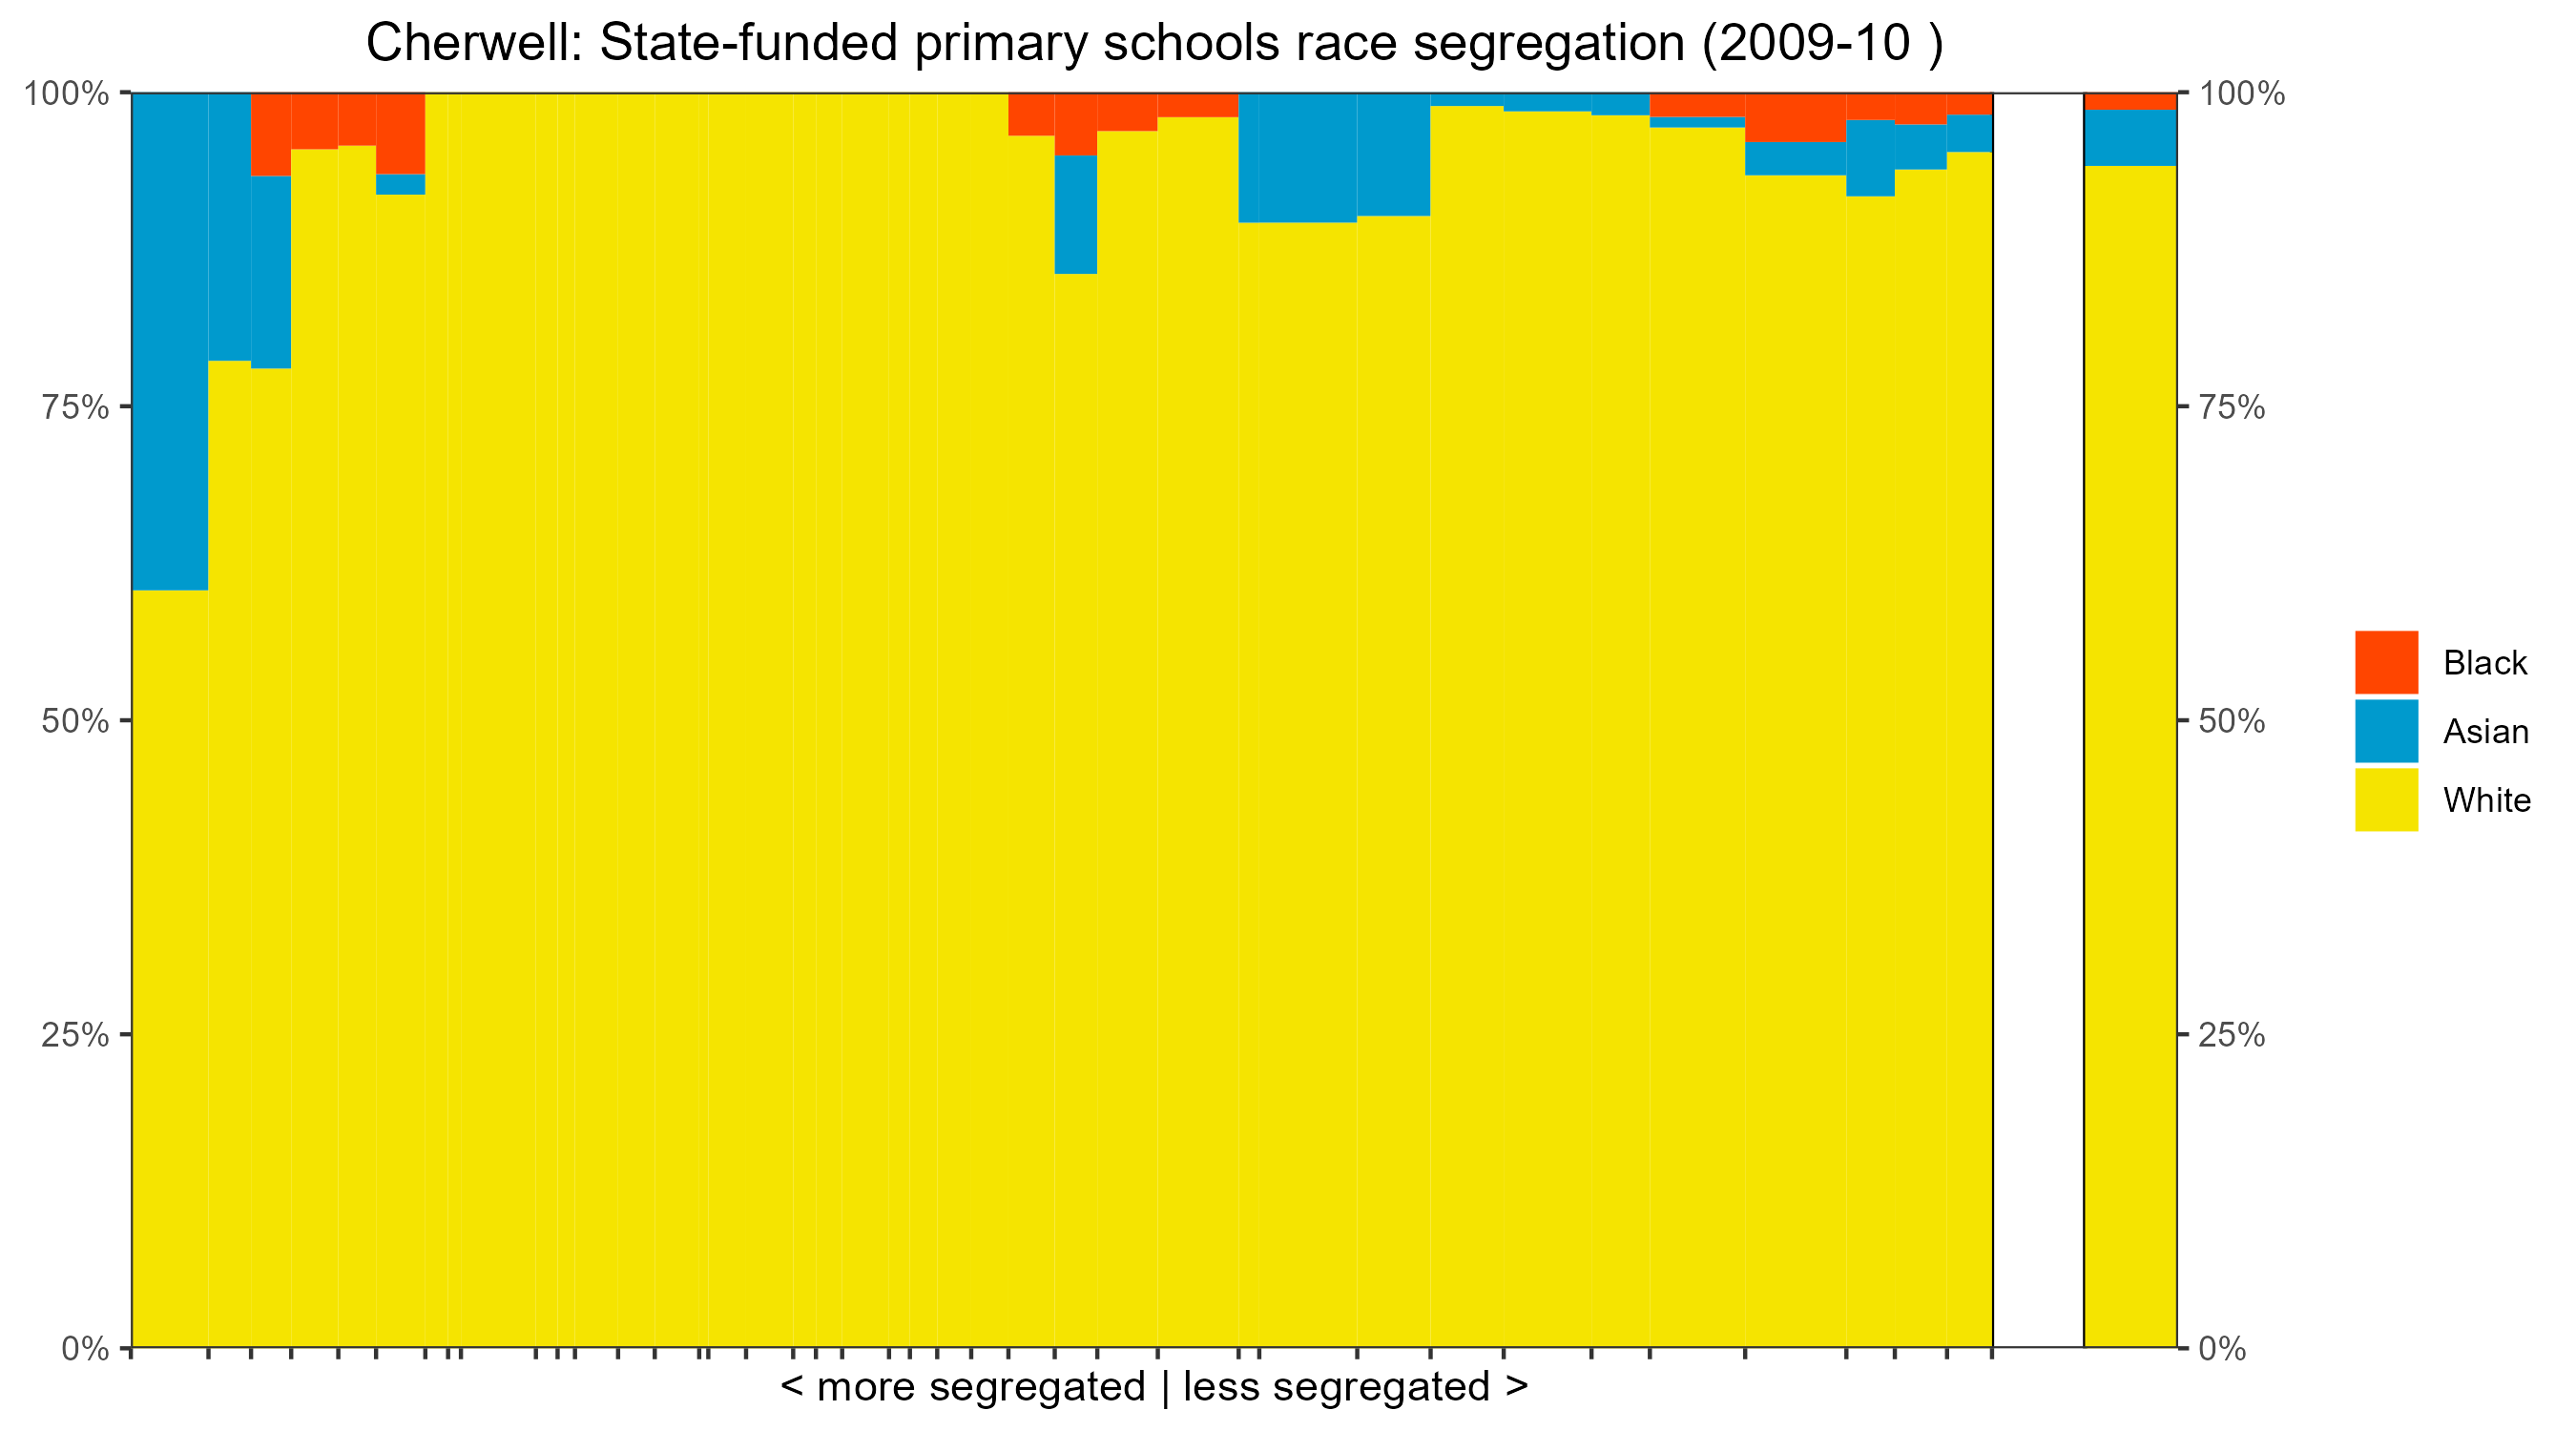 Cherwell: State-funded primary schools race segregation (2009-10 )
100%
75%
50%
25%
0%
100%
75%
50%
25%
0%
Black
Asian
White
< more segregated | less segregated >